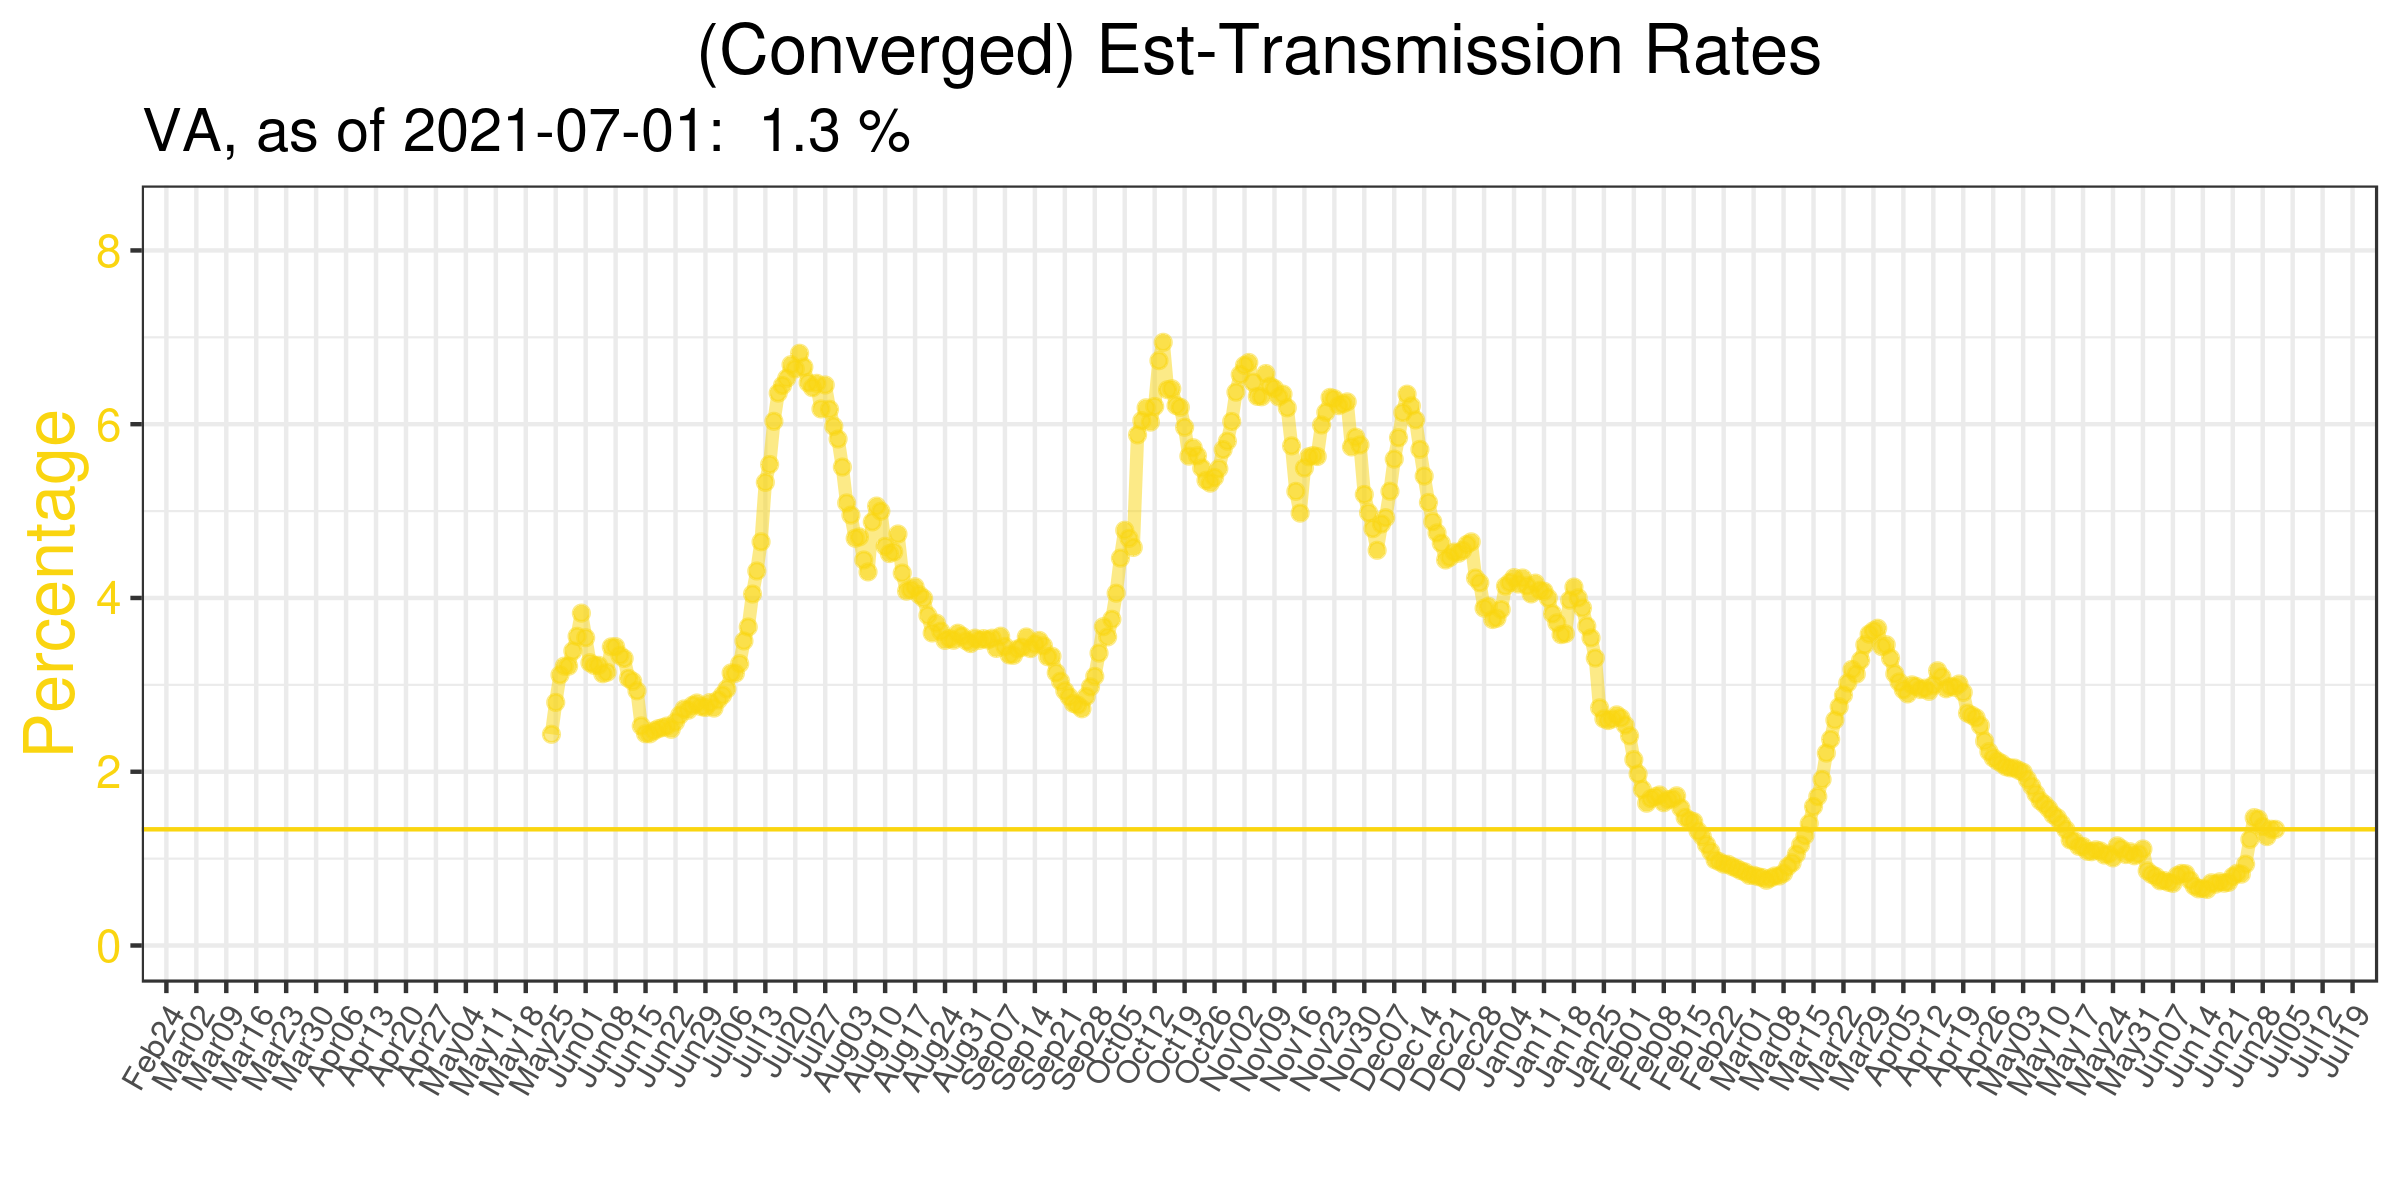 (Converged) Est-Transmission Rates
VA, as of 2021-07-01:  1.3 %
Percentage
8
6
4
2
0
Feb24
Mar02
Mar09
Mar16
Mar23
Mar30
Apr06
Apr13
Apr20
Apr27
May04
May11
May18
May25
Jun01
Jun08
Jun15
Jun22
Jun29
Jul06
Jul13
Jul20
Jul27
Aug03
Aug10
Aug17
Aug24
Aug31
Sep07
Sep14
Sep21
Sep28
Oct05
Oct12
Oct19
Oct26
Nov02
Nov09
Nov16
Nov23
Nov30
Dec07
Dec14
Dec21
Dec28
Jan04
Jan11
Jan18
Jan25
Feb01
Feb08
Feb15
Feb22
Mar01
Mar08
Mar15
Mar22
Mar29
Apr05
Apr12
Apr19
Apr26
May03
May10
May17
May24
May31
Jun07
Jun14
Jun21
Jun28
Jul05
Jul12
Jul19